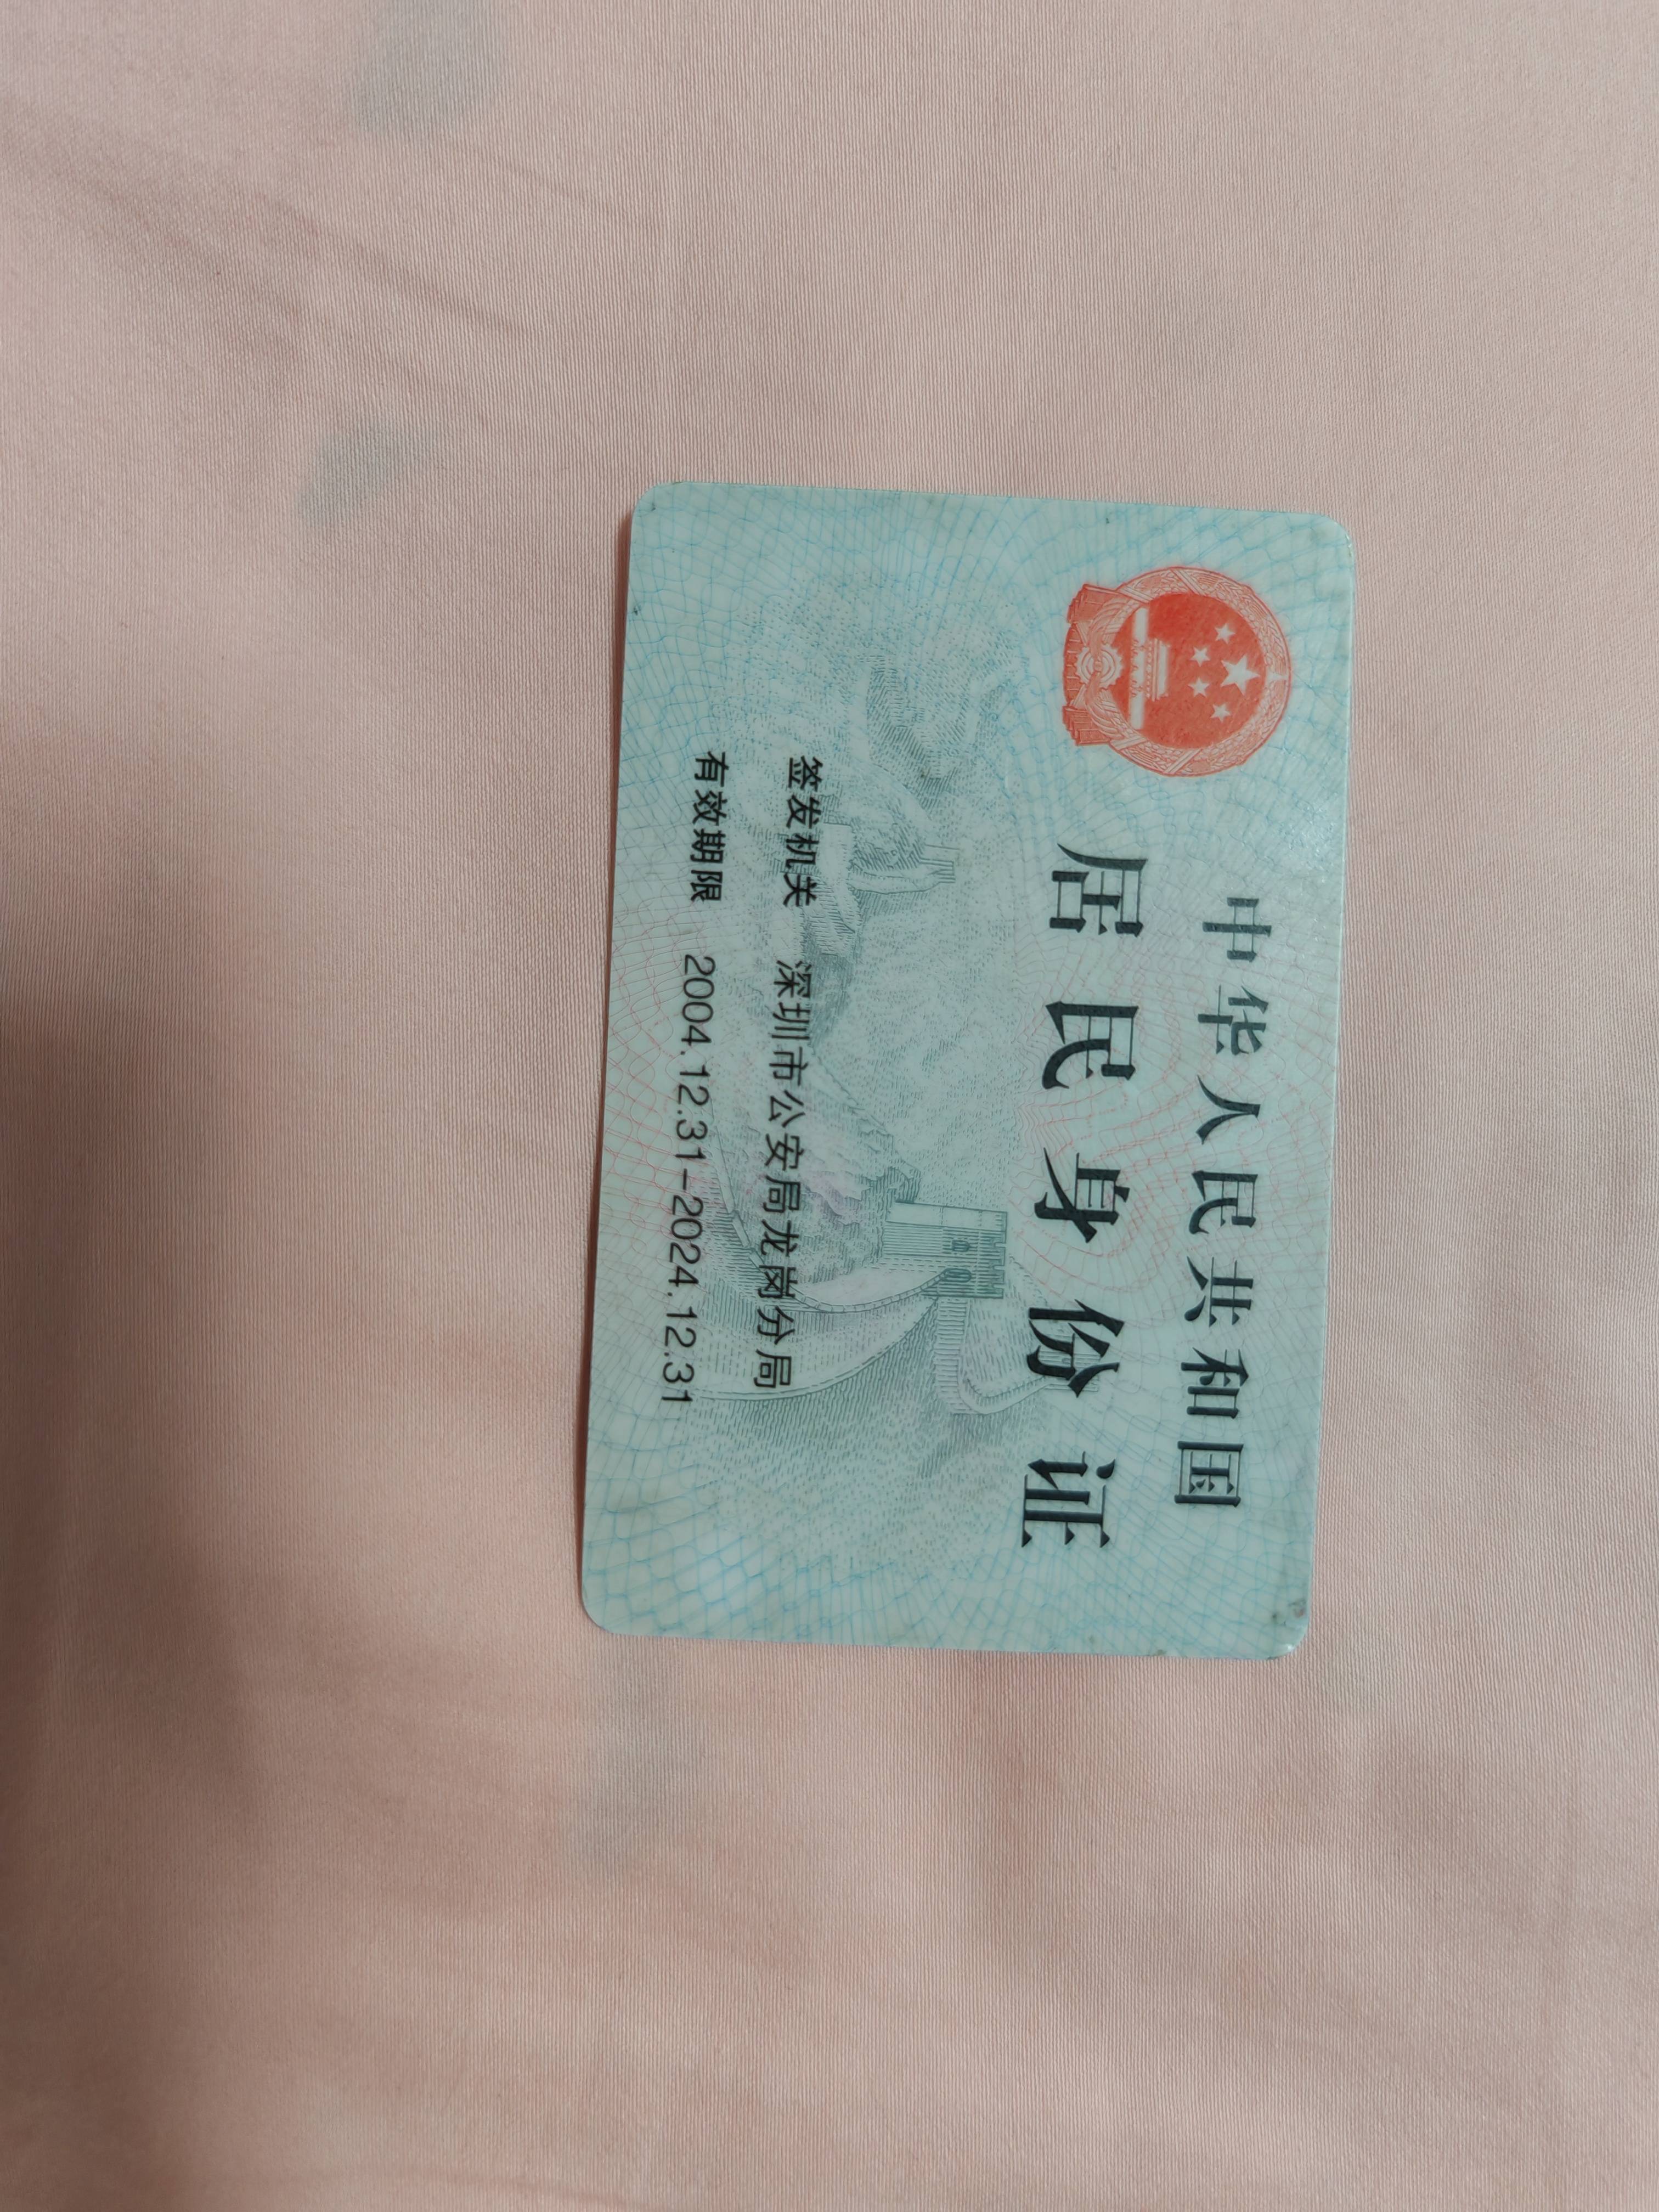 中华人民共和国
居民身份证
签发机关 深圳市公安局龙岗分局
有效期限 2004.12.31-2024.12.31